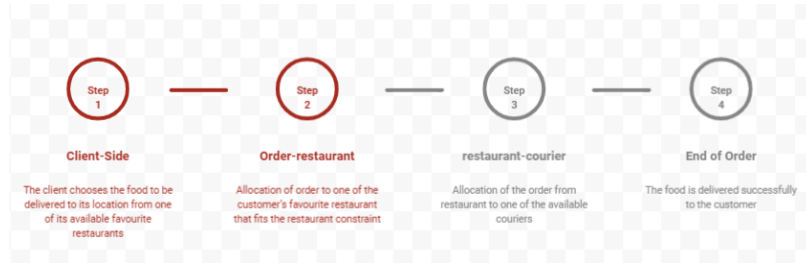 Step
1
Step
2
Step
3
Step
4
Client-Side
Order-restaurant
restaurant-courier
End of Order
The client chooses the food to be
delivered to its location from one
of its available favourite
restaurants
Allocation of order to one of the
customer's favourite restaurant
that fits the restaurant constraint
Allocation of the order from
restaurant to one of the available
couriers
The food is delivered successfully
to the customer